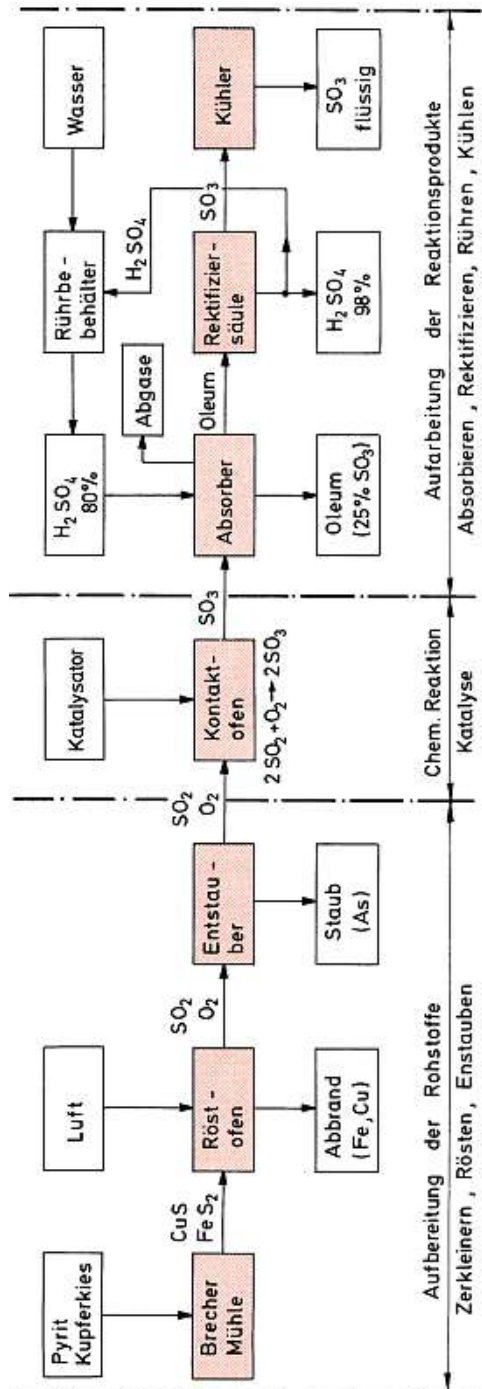 Pyrit
Kupferkies
Brecher
Mühle
CuS
FeS₂
Luft
Röst-
ofen
Abbrand
(Fe,Cu)
SO₂
O₂
Entstau-
ber
Staub
(As)
SO₂
O₂
Katalysator
Kontakt-
ofen
2SO₂+O₂→2SO₃
SO₃
H₂SO₄
80%
Absorber
Abgase
Oleum
(25% SO₃)
Oleum
Rührbe-
behälter
H₂SO₄
Rektifizier-
säule
H₂SO₄
98%
SO₃
Wasser
Kühler
SO₃
flüssig
Aufbereitung der Rohstoffe
Zerkleinern, Rösten, Enstauben
Chem. Reaktion
Katalyse
Aufarbeitung der Reaktionsprodukte
Absorbieren, Rektifizieren, Rühren, Kühlen